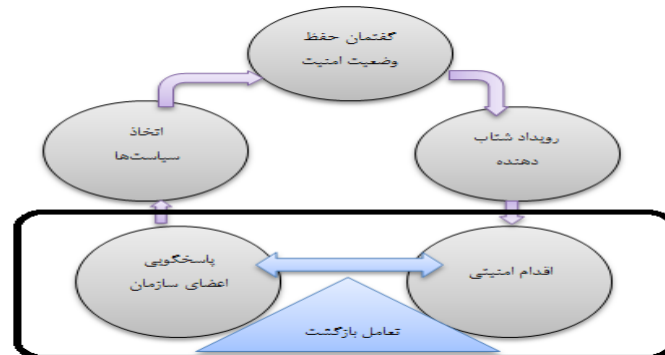 گفتمان حفظ
وضعیت امنیت
اتخاذ
سیاست‌ها
رویداد شتاب
دهنده
پاسخگویی
اعضای سازمان
اقدام امنیتی
تعامل بازگشت